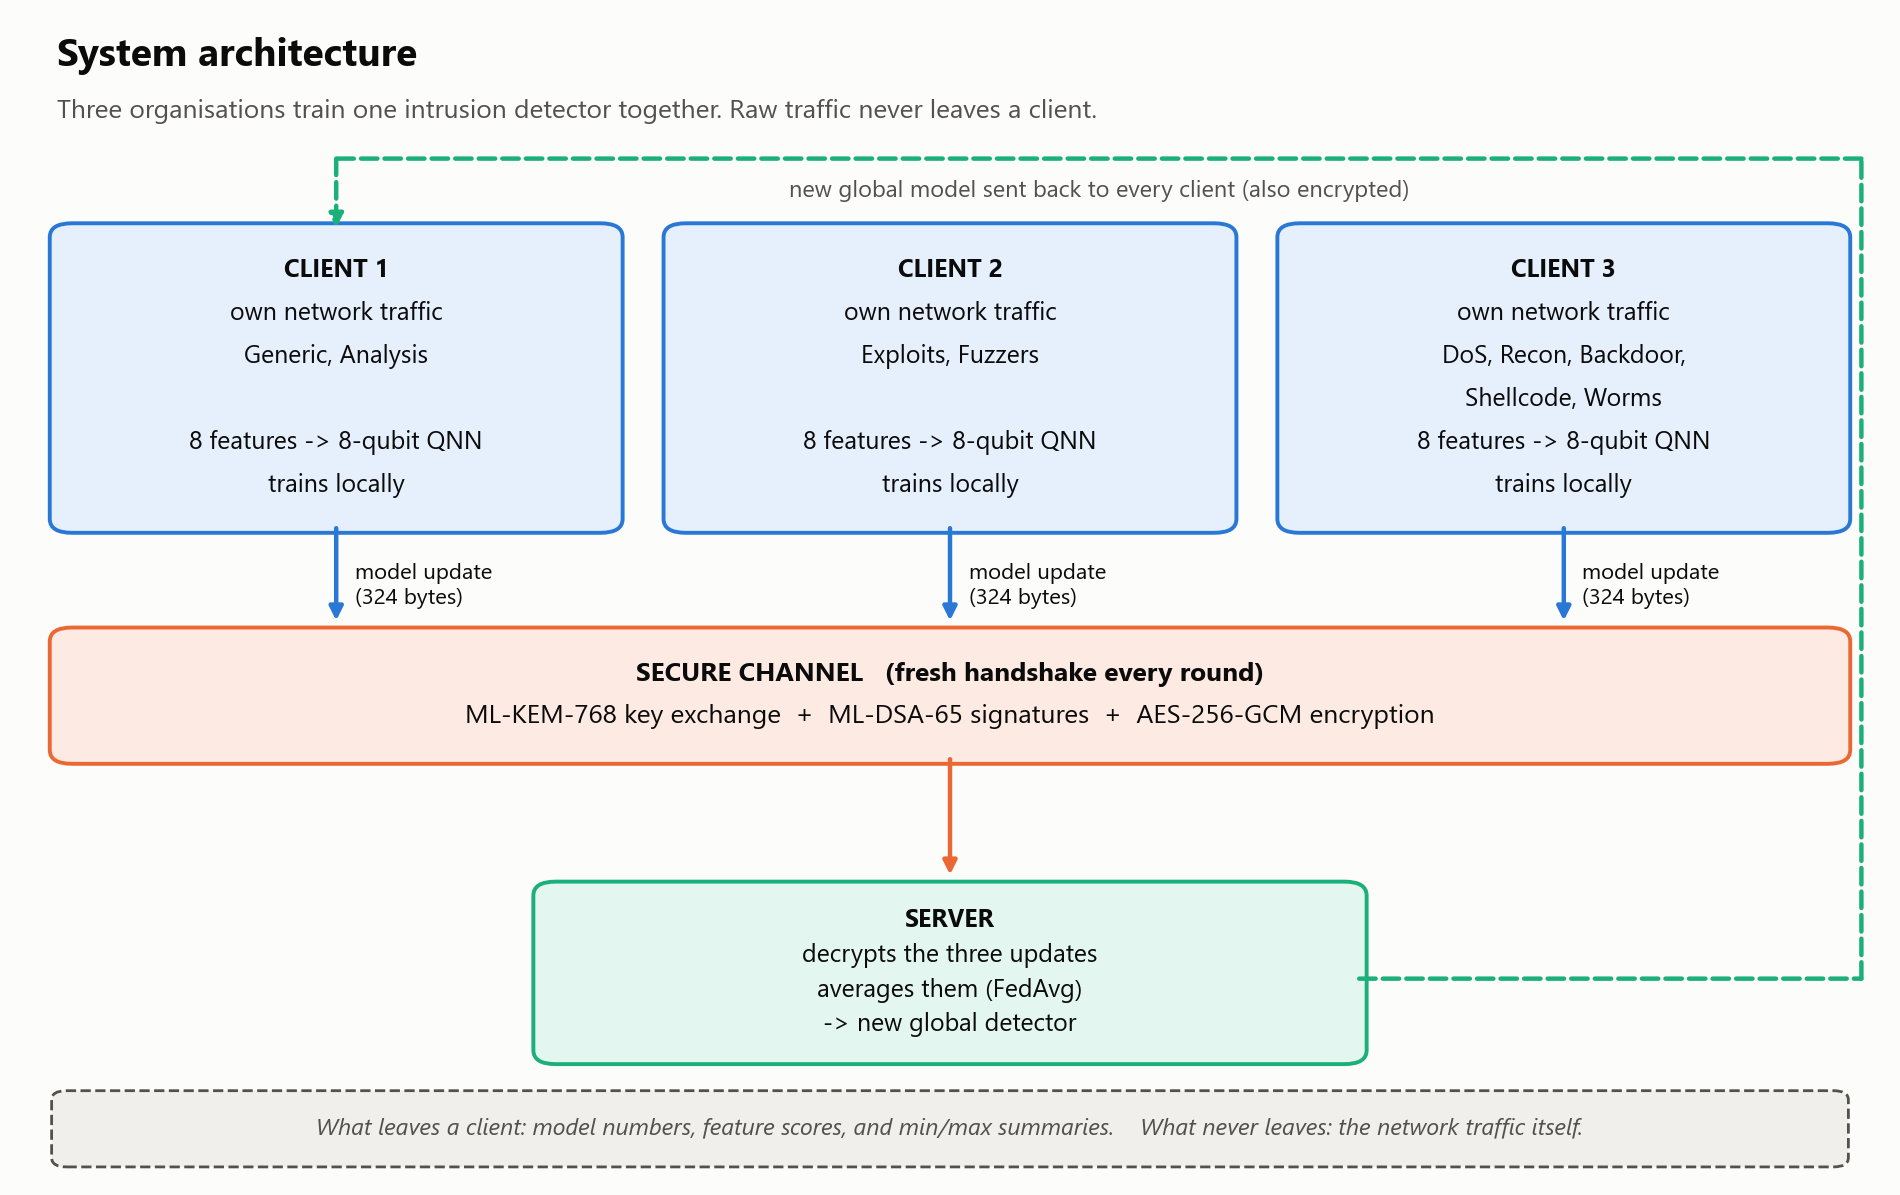 System architecture
Three organisations train one intrusion detector together. Raw traffic never leaves a client.
new global model sent back to every client (also encrypted)
CLIENT 1
own network traffic
Generic, Analysis
8 features -> 8-qubit QNN
trains locally
CLIENT 2
own network traffic
Exploits, Fuzzers
8 features -> 8-qubit QNN
trains locally
CLIENT 3
own network traffic
DoS, Recon, Backdoor,
Shellcode, Worms
8 features -> 8-qubit QNN
trains locally
model update
(324 bytes)
model update
(324 bytes)
model update
(324 bytes)
SECURE CHANNEL (fresh handshake every round)
ML-KEM-768 key exchange + ML-DSA-65 signatures + AES-256-GCM encryption
SERVER
decrypts the three updates
averages them (FedAvg)
-> new global detector
What leaves a client: model numbers, feature scores, and min/max summaries. What never leaves: the network traffic itself.